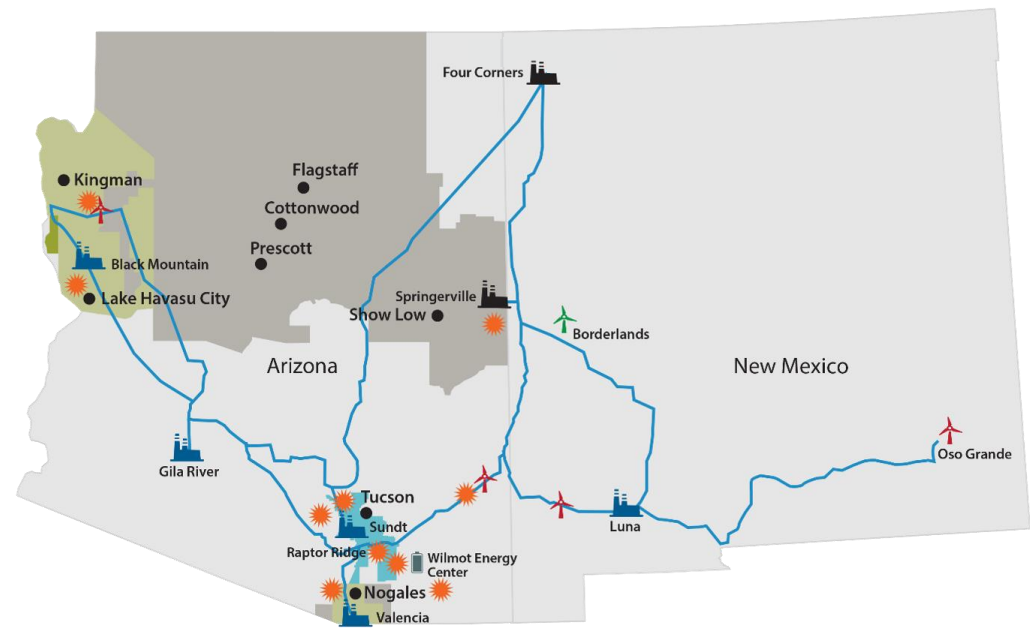 Four Corners
Kingman
Flagstaff
Cottonwood
Prescott
Black Mountain
Lake Havasu City
Springerville
Show Low
Borderlands
Arizona
New Mexico
Oso Grande
Gila River
Tucson
Sundt
Luna
Raptor Ridge
Wilmot Energy
Center
Nogales
Valencia